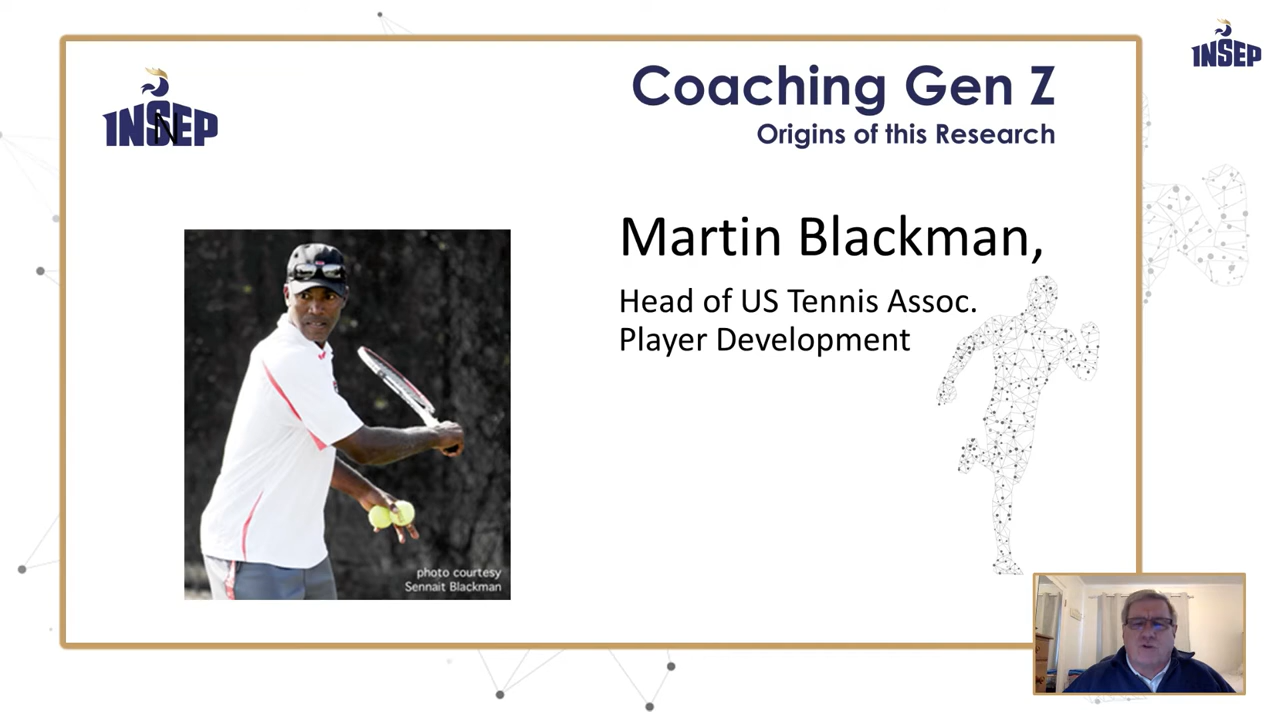 INSEP
Coaching Gen Z
INSEP
Origins of this Research
Martin Blackman,
Head of US Tennis Assoc.
Player Development
photo courtesy
Sennait Blackman